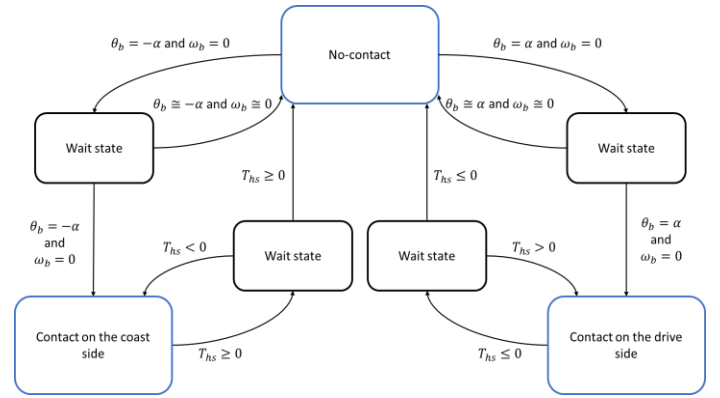 θ_b = −α and ω_b = 0
No-contact
θ_b = α and ω_b = 0
θ_b ≅ −α and ω_b ≅ 0
θ_b ≅ α and ω_b ≅ 0
Wait state
Wait state
T_hs ≥ 0
T_hs ≤ 0
θ_b = −α
and
ω_b = 0
T_hs < 0
Wait state
Wait state
T_hs > 0
θ_b = α
and
ω_b = 0
Contact on the coast
side
T_hs ≥ 0
T_hs ≤ 0
Contact on the drive
side